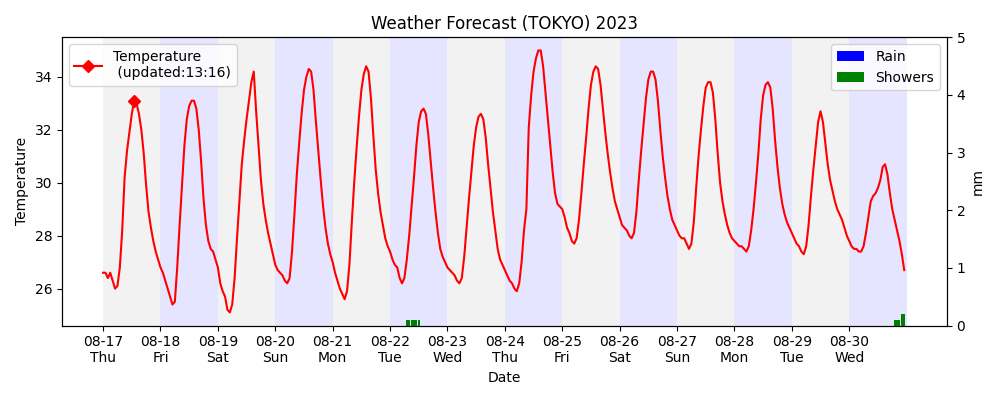 Weather Forecast (TOKYO) 2023
Temperature
(updated:13:16)
Rain
Showers
Temperature
34
32
30
28
26
5
4
3
2
1
0
mm
08-17 08-18 08-19 08-20 08-21 08-22 08-23 08-24 08-25 08-26 08-27 08-28 08-29 08-30
Thu Fri Sat Sun Mon Tue Wed Thu Fri Sat Sun Mon Tue Wed
Date